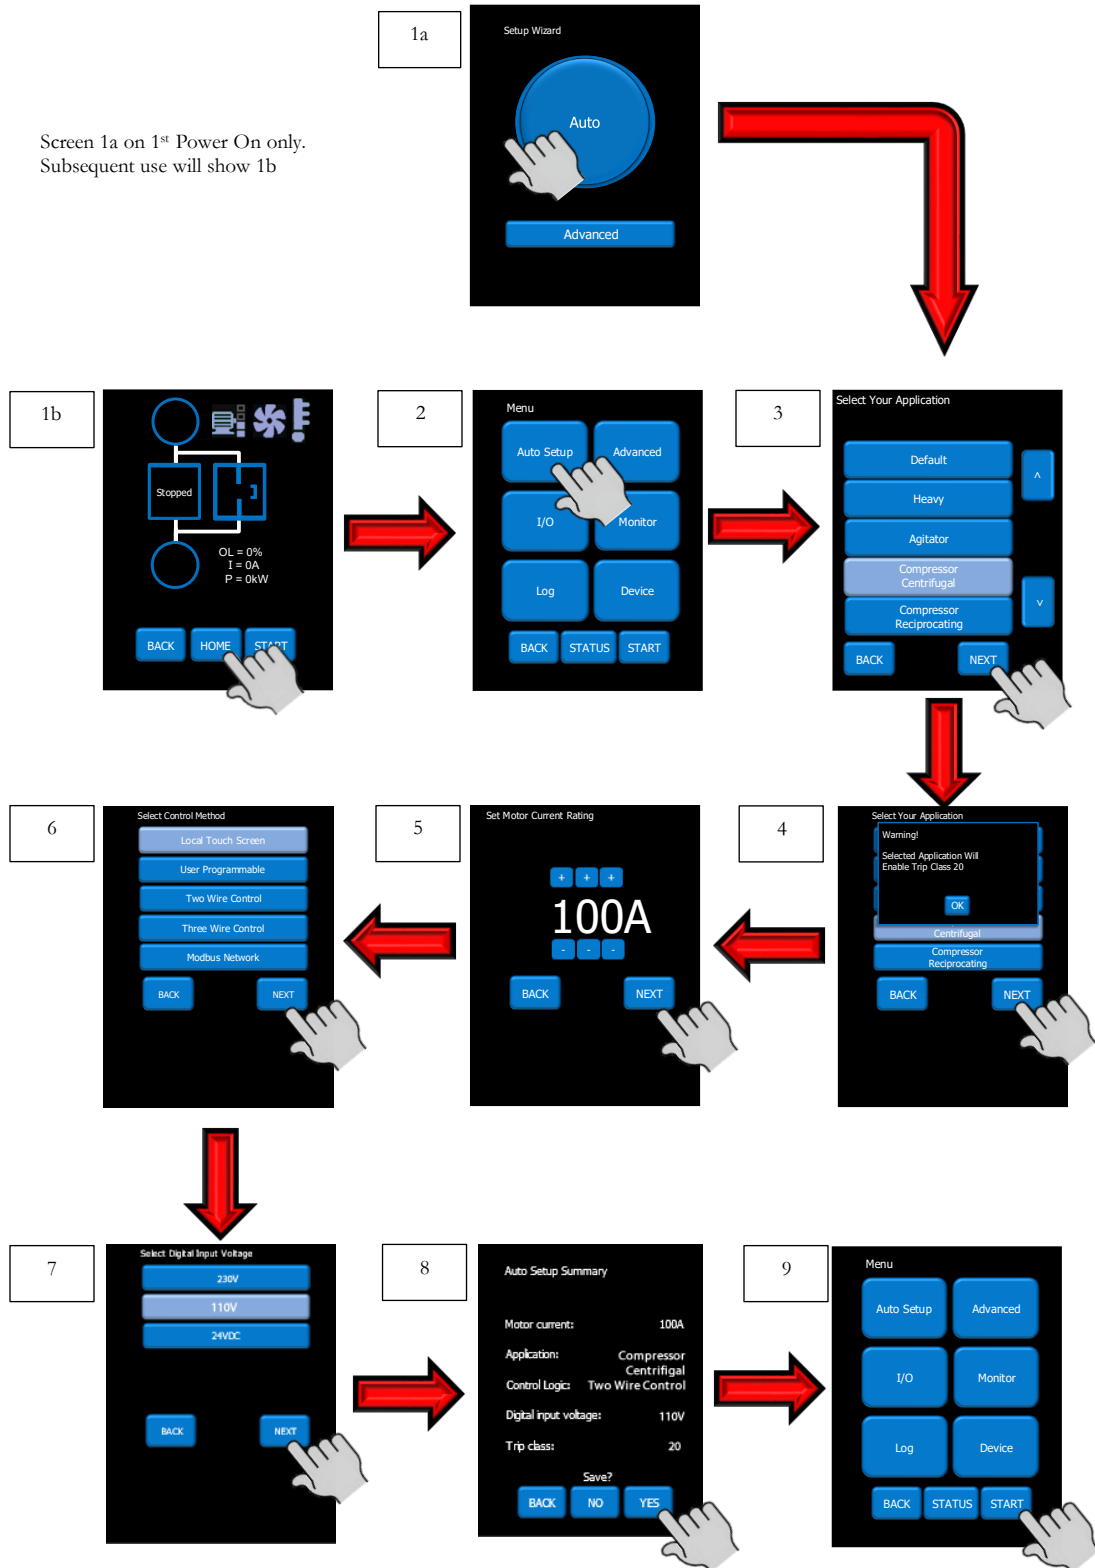 1a
Setup Wizard
Auto
Advanced
Screen 1a on 1st Power On only.
Subsequent use will show 1b
1b
Stopped
OL = 0%
I = 0A
P = 0kW
BACK HOME START
2
Menu
Auto Setup Advanced
I/O Monitor
Log Device
BACK STATUS START
3
Select Your Application
Default
^
Heavy
Agitator
Compressor
Centrifugal
Compressor
Reciprocating
v
BACK NEXT
6
Select Control Method
Local Touch Screen
User Programmable
Two Wire Control
Three Wire Control
Modbus Network
BACK NEXT
5
Set Motor Current Rating
+ + +
100A
- - -
BACK NEXT
4
Select Your Application
Warning!
Selected Application Will
Enable Trip Class 20
OK
Centrifugal
Compressor
Reciprocating
BACK NEXT
7
Select Digital Input Voltage
230V
110V
24VDC
BACK NEXT
8
Auto Setup Summary
Motor current: 100A
Application: Compressor
Centrifigal
Control Logic: Two Wire Control
Digital input voltage: 110V
Trip class: 20
Save?
BACK NO YES
9
Menu
Auto Setup Advanced
I/O Monitor
Log Device
BACK STATUS START